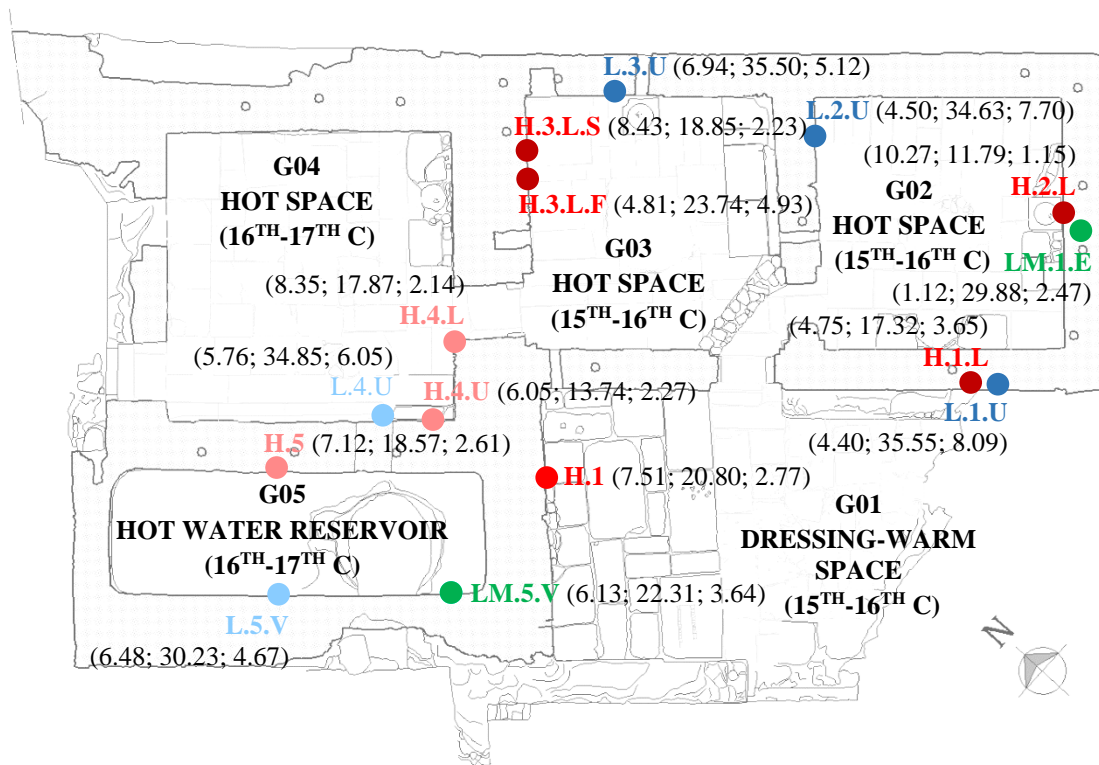 L.3.U (6.94; 35.50; 5.12)
H.3.L.S (8.43; 18.85; 2.23)
L.2.U (4.50; 34.63; 7.70)
(10.27; 11.79; 1.15)
G04
HOT SPACE
(16TH-17TH C)
H.3.L.F (4.81; 23.74; 4.93)
G02
HOT SPACE
(15TH-16TH C)
H.2.L
LM.1.E
(1.12; 29.88; 2.47)
G03
HOT SPACE
(15TH-16TH C)
(8.35; 17.87; 2.14)
H.4.L
(4.75; 17.32; 3.65)
H.1.L
L.1.U
(4.40; 35.55; 8.09)
(5.76; 34.85; 6.05)
L.4.U
H.4.U (6.05; 13.74; 2.27)
H.5 (7.12; 18.57; 2.61)
H.1 (7.51; 20.80; 2.77)
G05
HOT WATER RESERVOIR
(16TH-17TH C)
G01
DRESSING-WARM
SPACE
(15TH-16TH C)
LM.5.V (6.13; 22.31; 3.64)
L.5.V
(6.48; 30.23; 4.67)
N